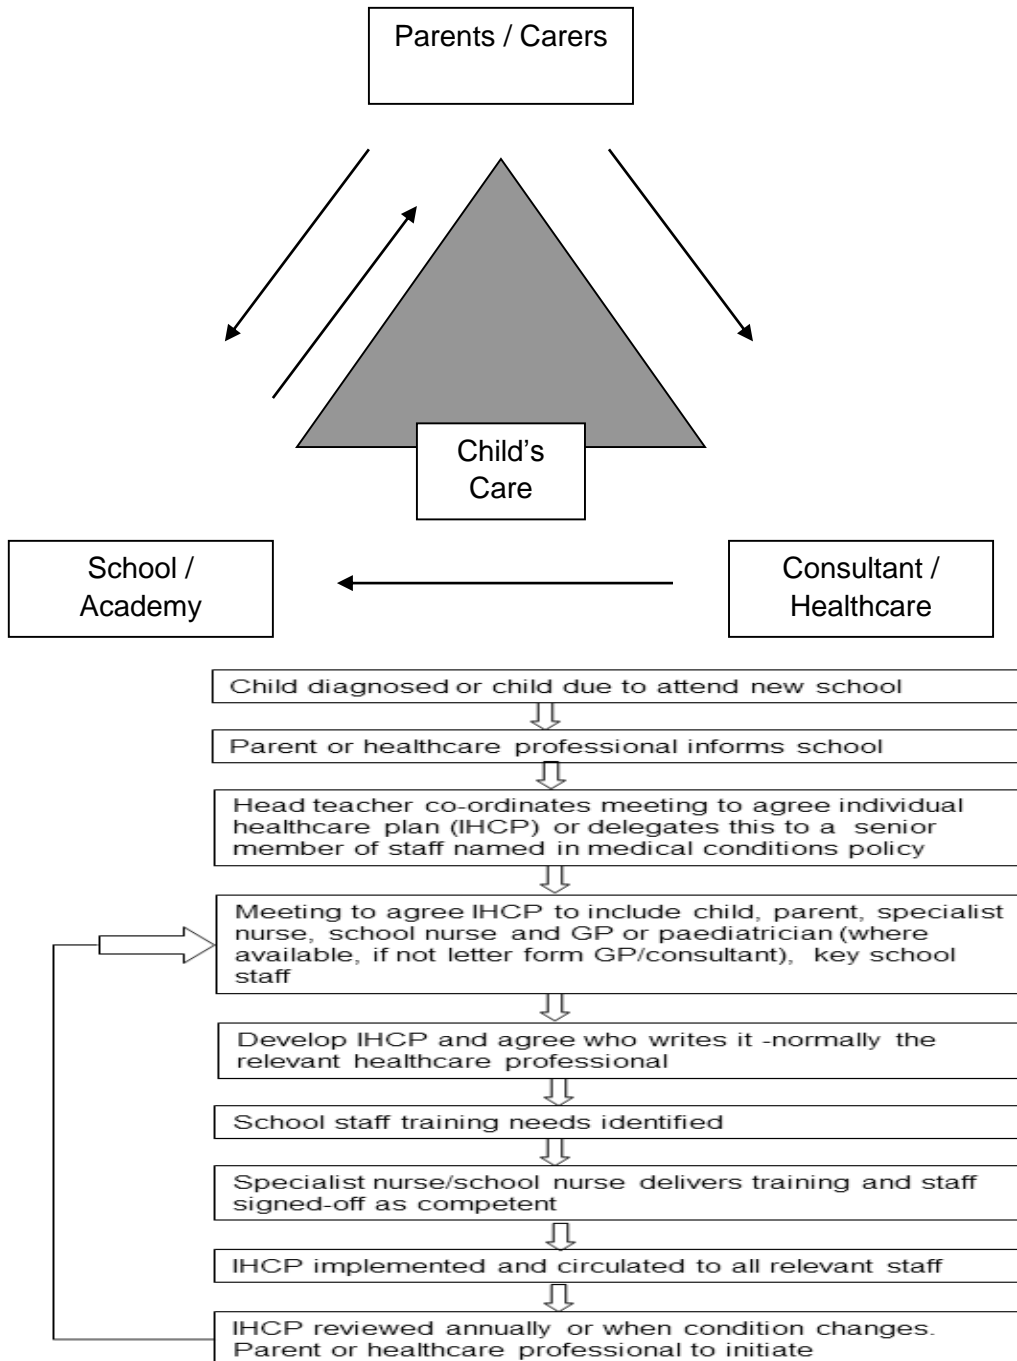 Parents / Carers
Child's
Care
School /
Academy
Consultant /
Healthcare
Child diagnosed or child due to attend new school
Parent or healthcare professional informs school
Head teacher co-ordinates meeting to agree individual
healthcare plan (IHCP) or delegates this to a senior
member of staff named in medical conditions policy
Meeting to agree IHCP to include child, parent, specialist
nurse, school nurse and GP or paediatrician (where
available, if not letter form GP/consultant), key school
staff
Develop IHCP and agree who writes it -normally the
relevant healthcare professional
School staff training needs identified
Specialist nurse/school nurse delivers training and staff
signed-off as competent
IHCP implemented and circulated to all relevant staff
IHCP reviewed annually or when condition changes.
Parent or healthcare professional to initiate